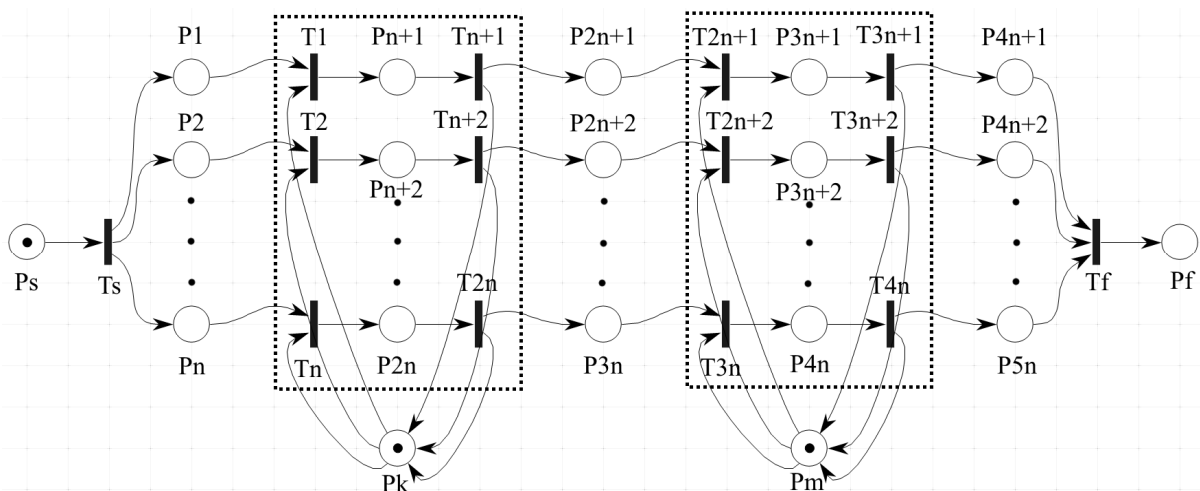 P1
T1
Pn+1
Tn+1
P2n+1
T2n+1
P3n+1
T3n+1
P4n+1
P2
T2
Pn+2
Tn+2
P2n+2
T2n+2
P3n+2
T3n+2
P4n+2
Ps
Ts
Tf
Pf
Pn
Tn
P2n
T2n
P3n
T3n
P4n
T4n
P5n
Pk
Pm